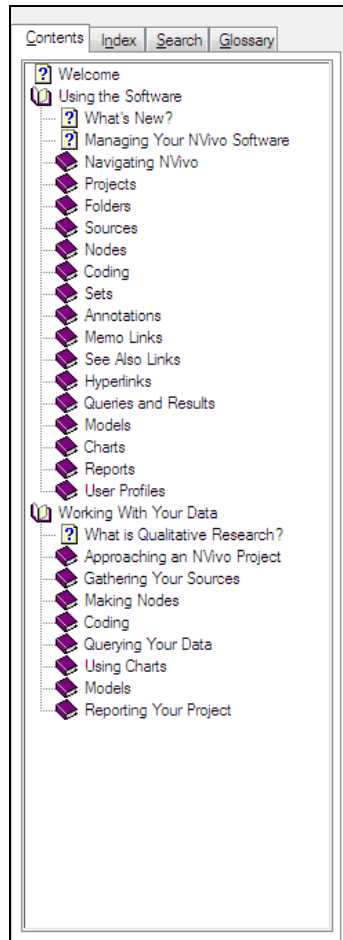 Contents Index Search Glossary
Welcome
Using the Software
What's New?
Managing Your NVivo Software
Navigating NVivo
Projects
Folders
Sources
Nodes
Coding
Sets
Annotations
Memo Links
See Also Links
Hyperlinks
Queries and Results
Models
Charts
Reports
User Profiles
Working With Your Data
What is Qualitative Research?
Approaching an NVivo Project
Gathering Your Sources
Making Nodes
Coding
Querying Your Data
Using Charts
Models
Reporting Your Project